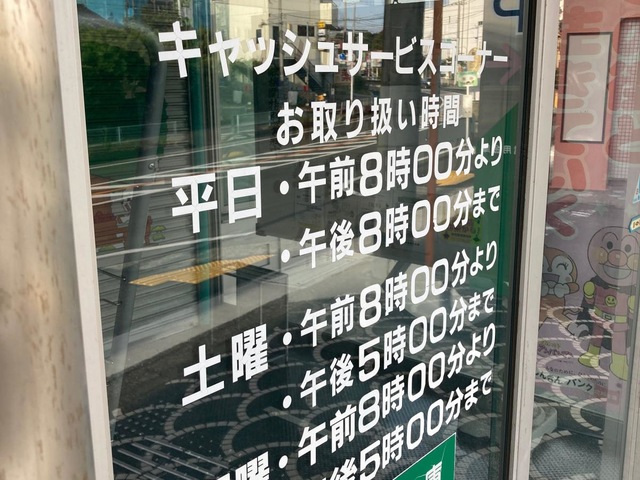 キャッシュサービスコーナー
お取り扱い時間
平日・午前8時00分より
・午後8時00分まで
土曜・午前8時00分より
・午後5時00分まで
曜・午前8時00分より
後5時00分まで
バンク